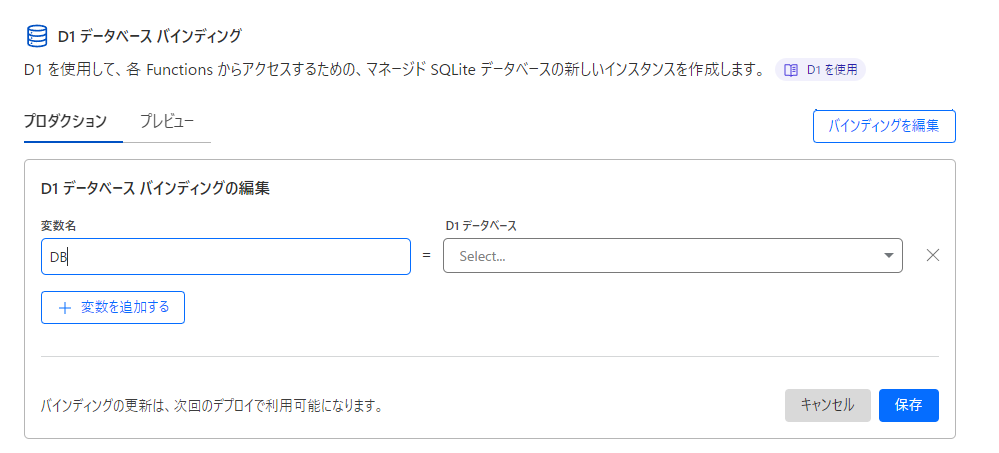 D1 データベース バインディング
D1 を使用して、各 Functions からアクセスするための、マネージド SQLite データベースの新しいインスタンスを作成します。 D1 を使用
プロダクション プレビュー バインディングを編集
D1 データベース バインディングの編集
変数名 D1 データベース
DB = Select...
+ 変数を追加する
バインディングの更新は、次回のデプロイで利用可能になります。 キャンセル 保存